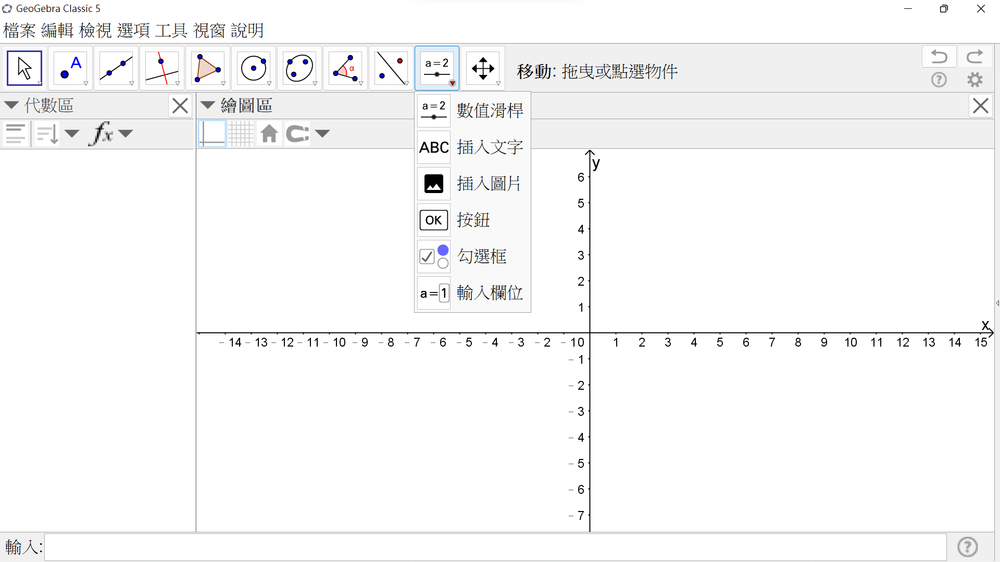 GeoGebra Classic 5
檔案 編輯 檢視 選項 工具 視窗 說明
A
α
a=2
移動: 拖曳或點選物件
代數區
繪圖區
fx
a=2 數值滑桿
ABC 插入文字
插入圖片
OK 按鈕
勾選框
a=1 輸入欄位
y
6
5
4
3
2
1
x
-14 -13 -12 -11 -10 -9 -8 -7 -6 -5 -4 -3 -2 -10 1 2 3 4 5 6 7 8 9 10 11 12 13 14 15
-1
-2
-3
-4
-5
-6
-7
輸入: